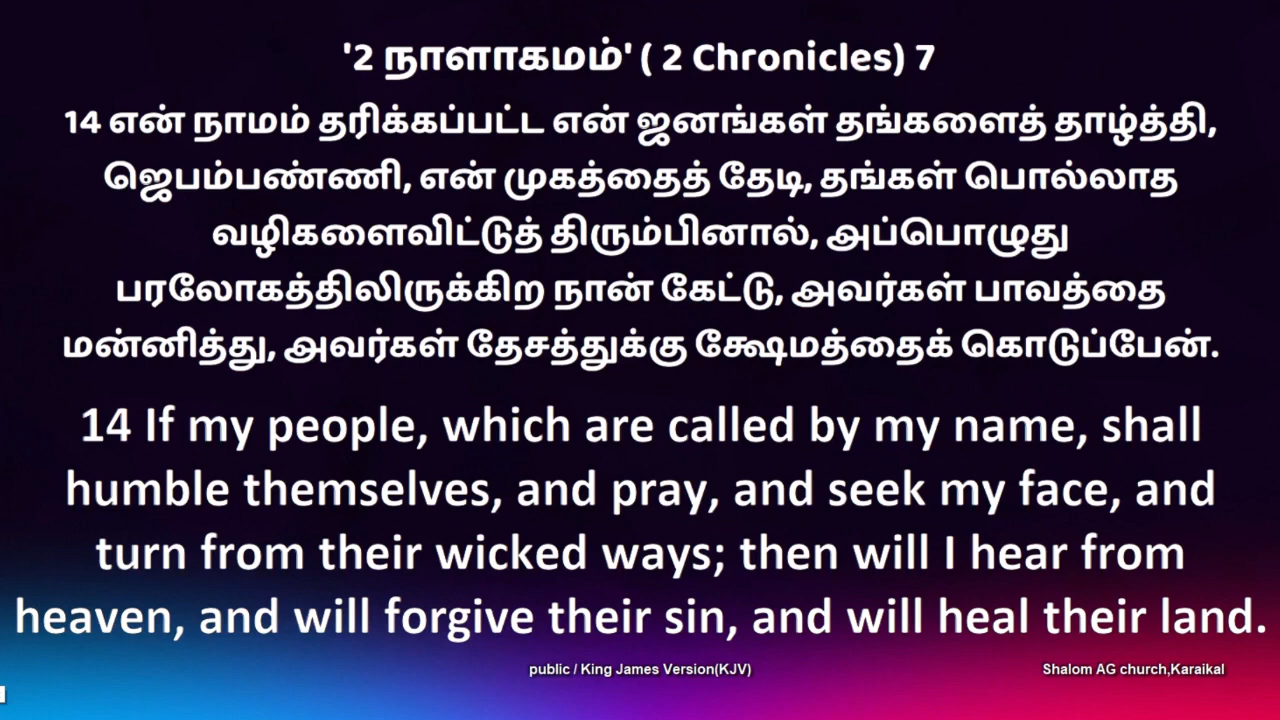 '2 நாளாகமம்' ( 2 Chronicles) 7
14 என் நாமம் தரிக்கப்பட்ட என் ஜனங்கள் தங்களைத் தாழ்த்தி,
ஜெபம்பண்ணி, என் முகத்தைத் தேடி, தங்கள் பொல்லாத
வழிகளைவிட்டுத் திரும்பினால், அப்பொழுது
பரலோகத்திலிருக்கிற நான் கேட்டு, அவர்கள் பாவத்தை
மன்னித்து, அவர்கள் தேசத்துக்கு க்ஷேமத்தைக் கொடுப்பேன்.
14 If my people, which are called by my name, shall
humble themselves, and pray, and seek my face, and
turn from their wicked ways; then will I hear from
heaven, and will forgive their sin, and will heal their land.
public / King James Version(KJV)
Shalom AG church,Karaikal